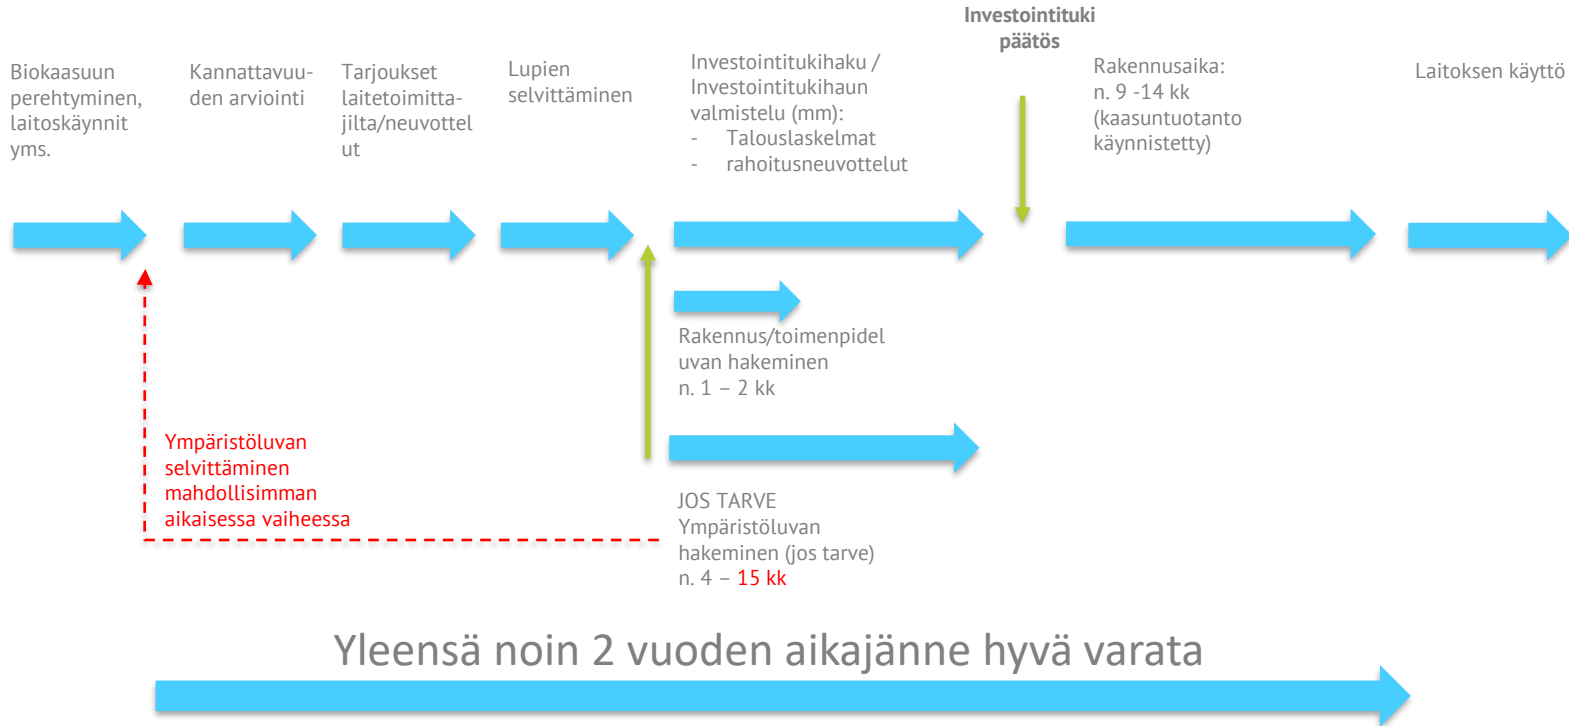 Investointituki
päätös
Biokaasuun
perehtyminen,
laitoskäynnit
yms.
Kannattavuu-
den arviointi
Tarjoukset
laitetoimitta-
jilta/neuvottel
ut
Lupien
selvittäminen
Investointitukihaku /
Investointitukihaun
valmistelu (mm):
- Talouslaskelmat
- rahoitusneuvottelut
Rakennusaika:
n. 9 -14 kk
(kaasuntuotanto
käynnistetty)
Laitoksen käyttö
Rakennus/toimenpidel
uvan hakeminen
n. 1 – 2 kk
Ympäristöluvan
selvittäminen
mahdollisimman
aikaisessa vaiheessa
JOS TARVE
Ympäristöluvan
hakeminen (jos tarve)
n. 4 – 15 kk
Yleensä noin 2 vuoden aikajänne hyvä varata